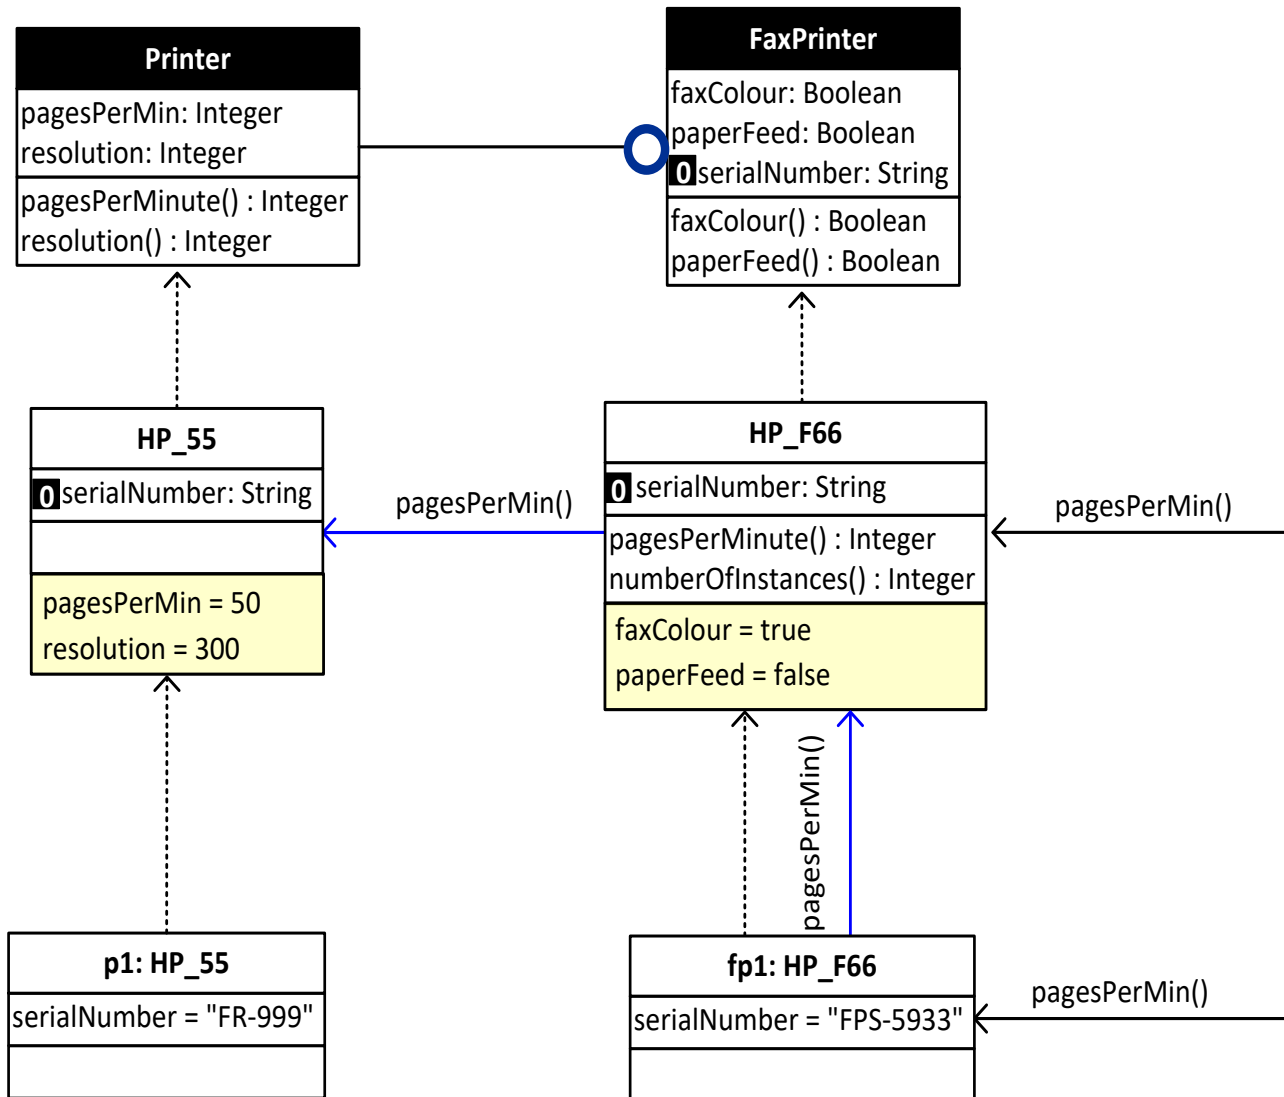 Printer
pagesPerMin: Integer
resolution: Integer
pagesPerMinute() : Integer
resolution() : Integer
FaxPrinter
faxColour: Boolean
paperFeed: Boolean
0 serialNumber: String
faxColour() : Boolean
paperFeed() : Boolean
HP_55
0 serialNumber: String
pagesPerMin = 50
resolution = 300
pagesPerMin()
HP_F66
0 serialNumber: String
pagesPerMinute() : Integer
numberOfInstances() : Integer
faxColour = true
paperFeed = false
pagesPerMin()
pagesPerMin()
p1: HP_55
serialNumber = "FR-999"
fp1: HP_F66
serialNumber = "FPS-5933"
pagesPerMin()